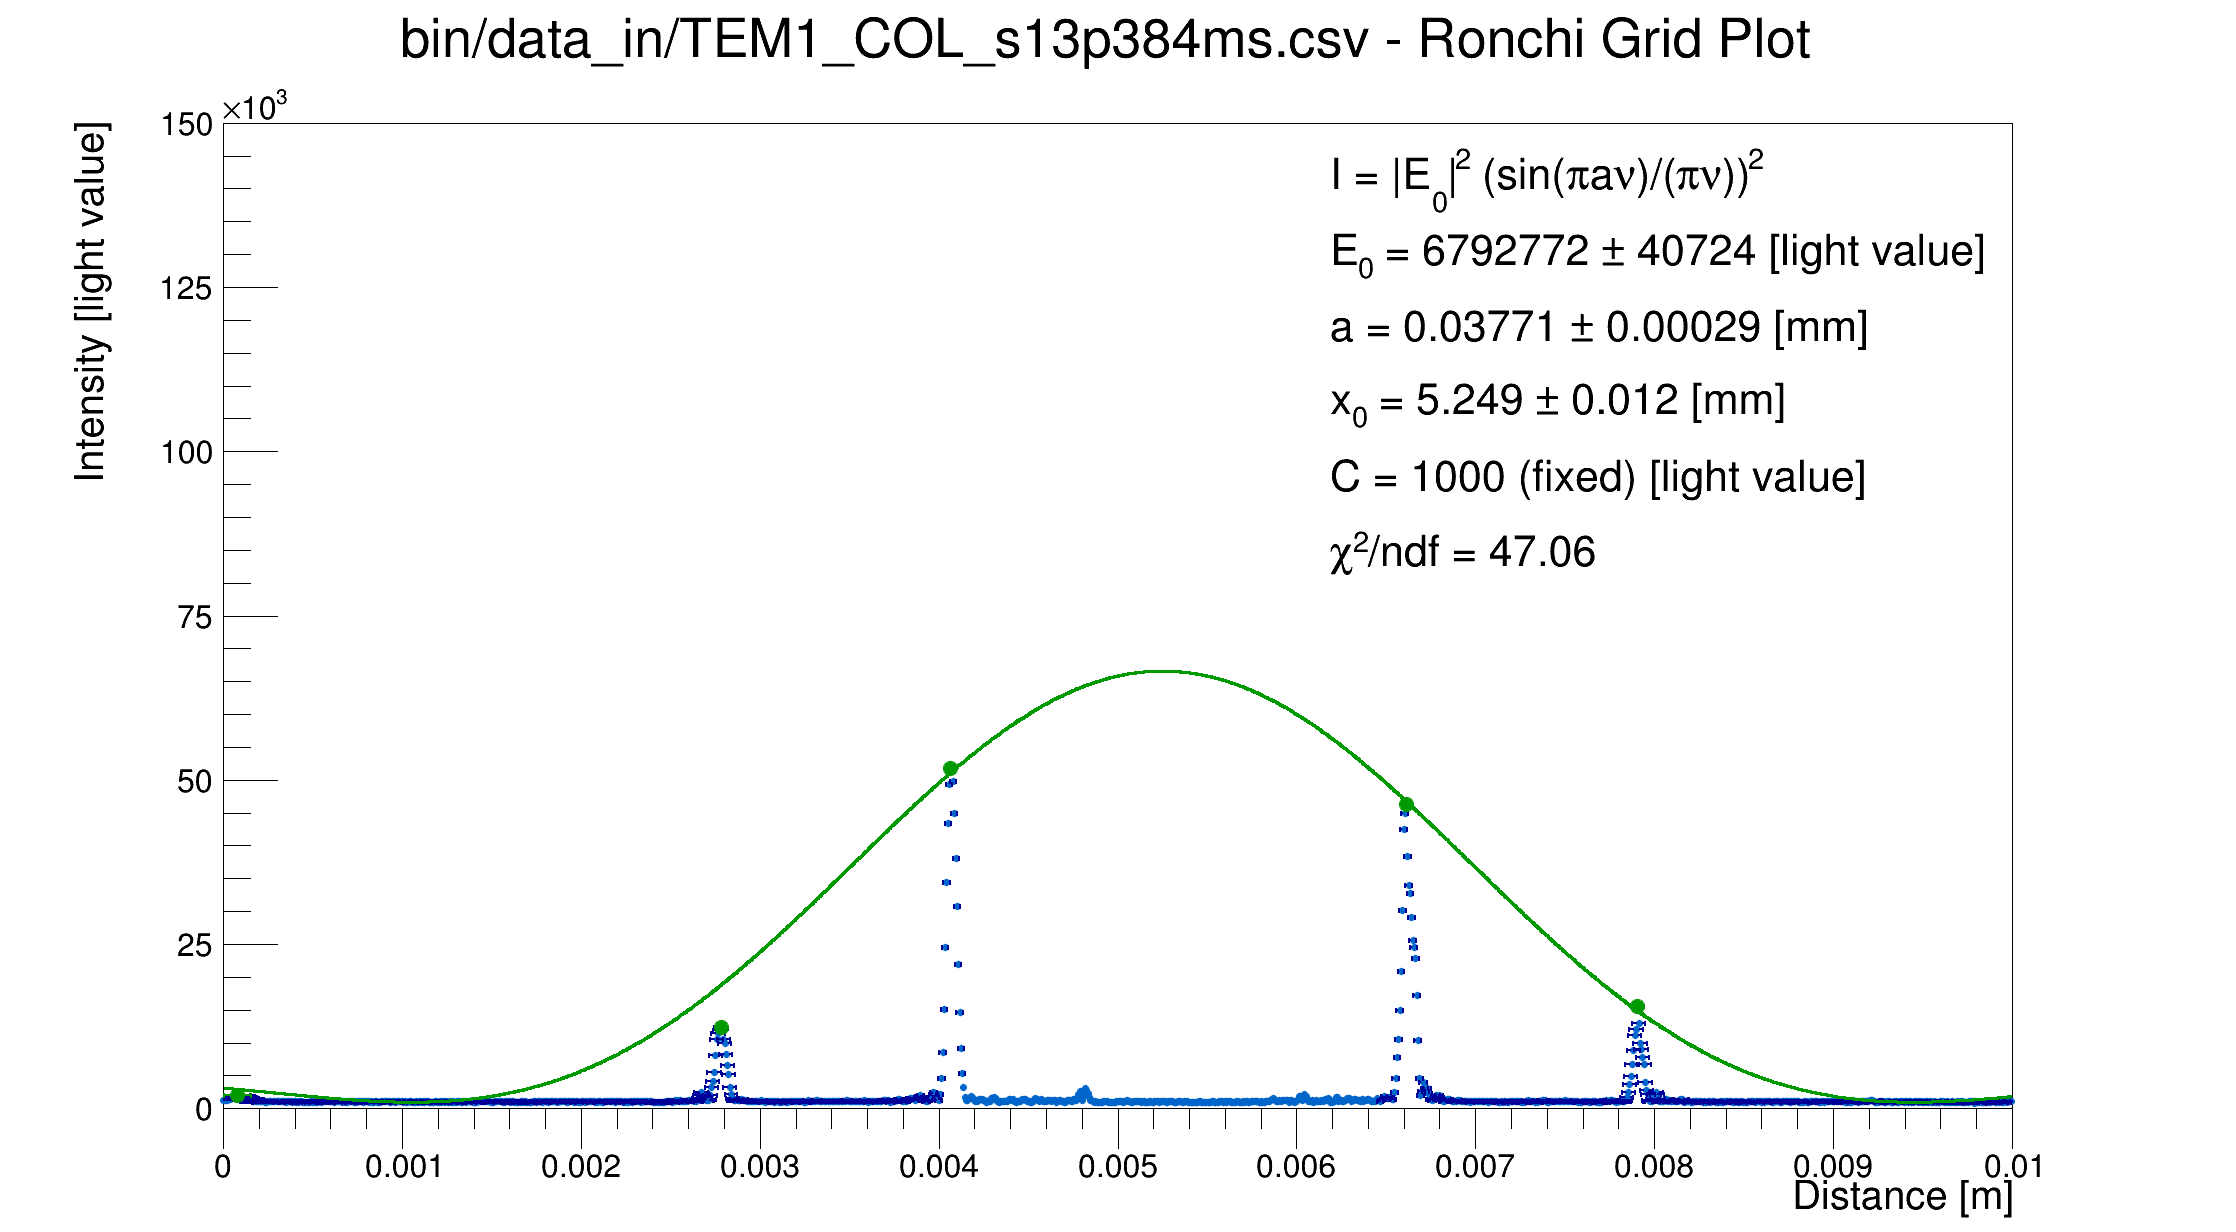 bin/data_in/TEM1_COL_s13p384ms.csv - Ronchi Grid Plot
×10³
Intensity [light value]
150
125
100
75
50
25
0
I = |E₀|² (sin(πaν)/(πν))²
E₀ = 6792772 ± 40724 [light value]
a = 0.03771 ± 0.00029 [mm]
x₀ = 5.249 ± 0.012 [mm]
C = 1000 (fixed) [light value]
χ²/ndf = 47.06
0 0.001 0.002 0.003 0.004 0.005 0.006 0.007 0.008 0.009 0.01
Distance [m]